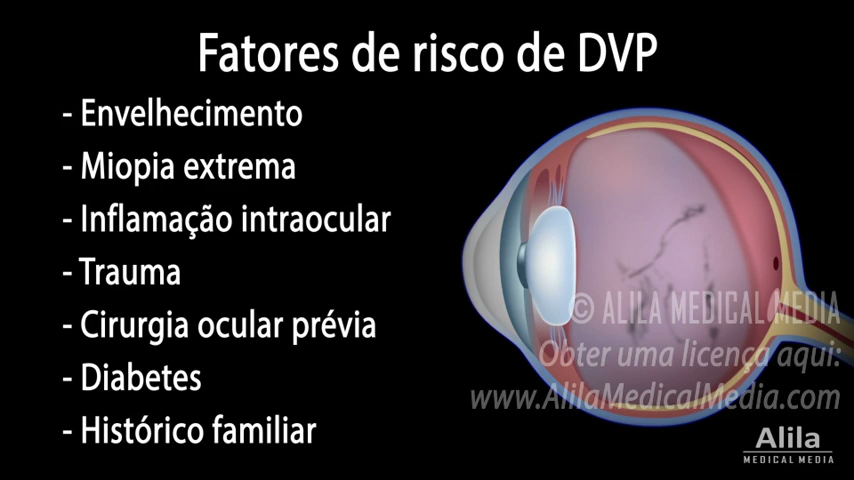 Fatores de risco de DVP
- Envelhecimento
- Miopia extrema
- Inflamação intraocular
- Trauma
- Cirurgia ocular prévia
- Diabetes
- Histórico familiar
© ALILA MEDICAL MEDIA
Obter uma licença aqui:
www.AlilaMedicalMedia.com
Alila
MEDICAL MEDIA